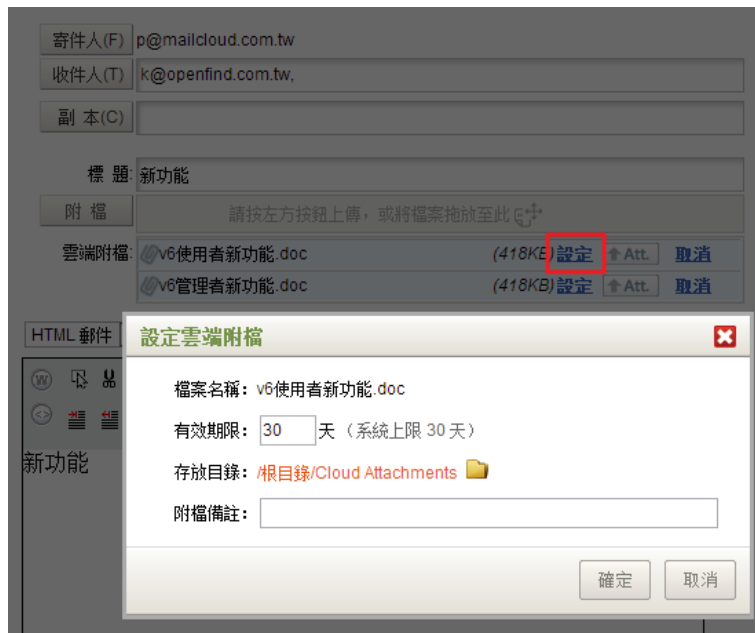 寄件人(F) p@mailcloud.com.tw
收件人(T) k@openfind.com.tw,
副 本(C)
標 題: 新功能
附 檔 請按左方按鈕上傳，或將檔案拖放至此
雲端附檔: v6使用者新功能.doc (418KB) 設定 Att. 取消
v6管理者新功能.doc (418KB) 設定 Att. 取消
HTML 郵件
設定雲端附檔
W
檔案名稱： v6使用者新功能.doc
有效期限： 30 天（系統上限 30 天）
新功能
存放目錄： /根目錄/Cloud Attachments
附檔備註：
確定 取消